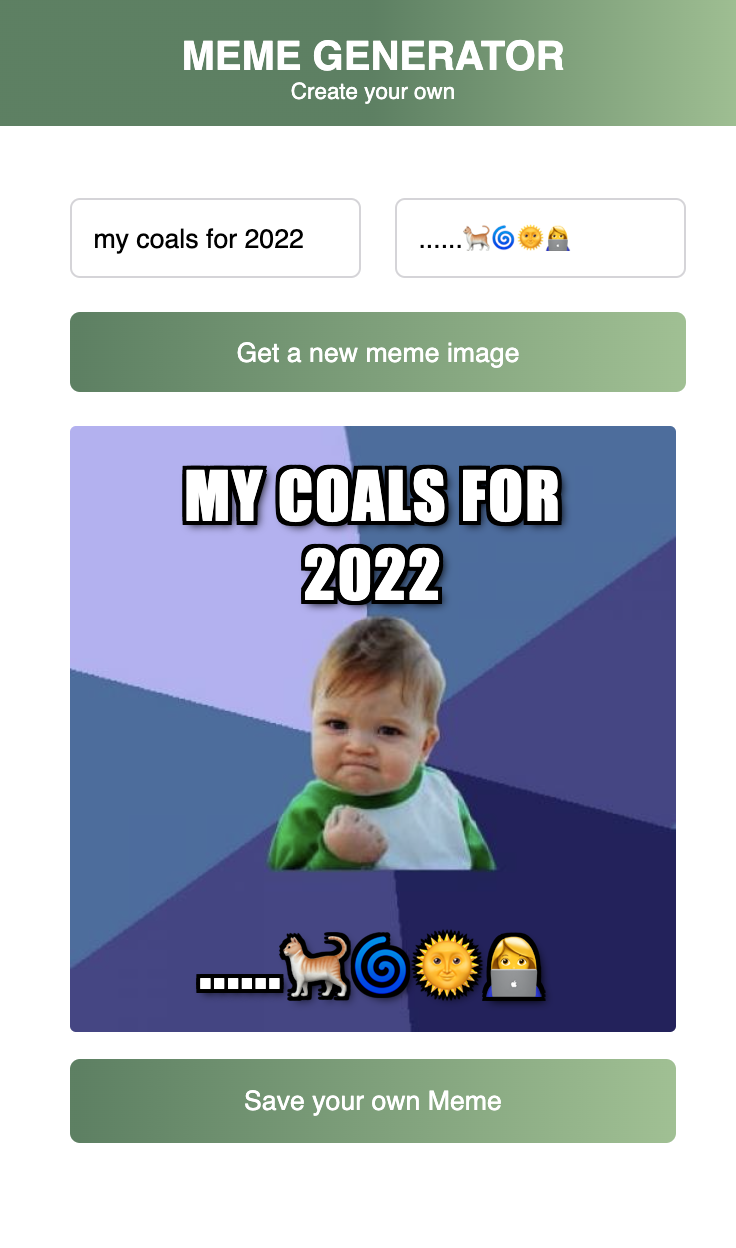 MEME GENERATOR
Create your own
my coals for 2022
......🐈🌀🌞👩‍💻
Get a new meme image
MY COALS FOR
2022
......🐈🌀🌞👩‍💻
Save your own Meme